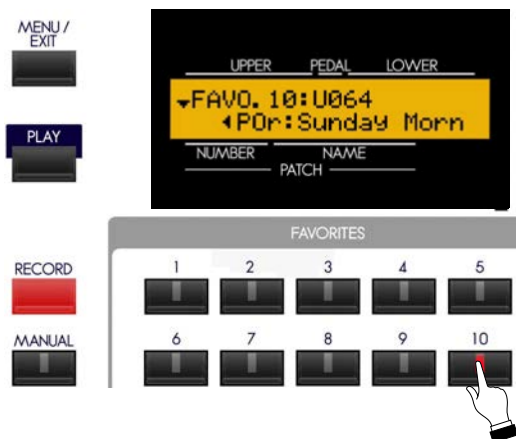 MENU /
EXIT
UPPER PEDAL LOWER
FAVO. 10:U064
POr:Sunday Morn
NUMBER NAME
PATCH
PLAY
FAVORITES
RECORD
1 2 3 4 5
MANUAL
6 7 8 9 10